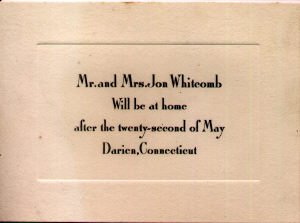 Mr. and Mrs. Jon Whitcomb
Will be at home
after the twenty-second of May
Darien, Connecticut